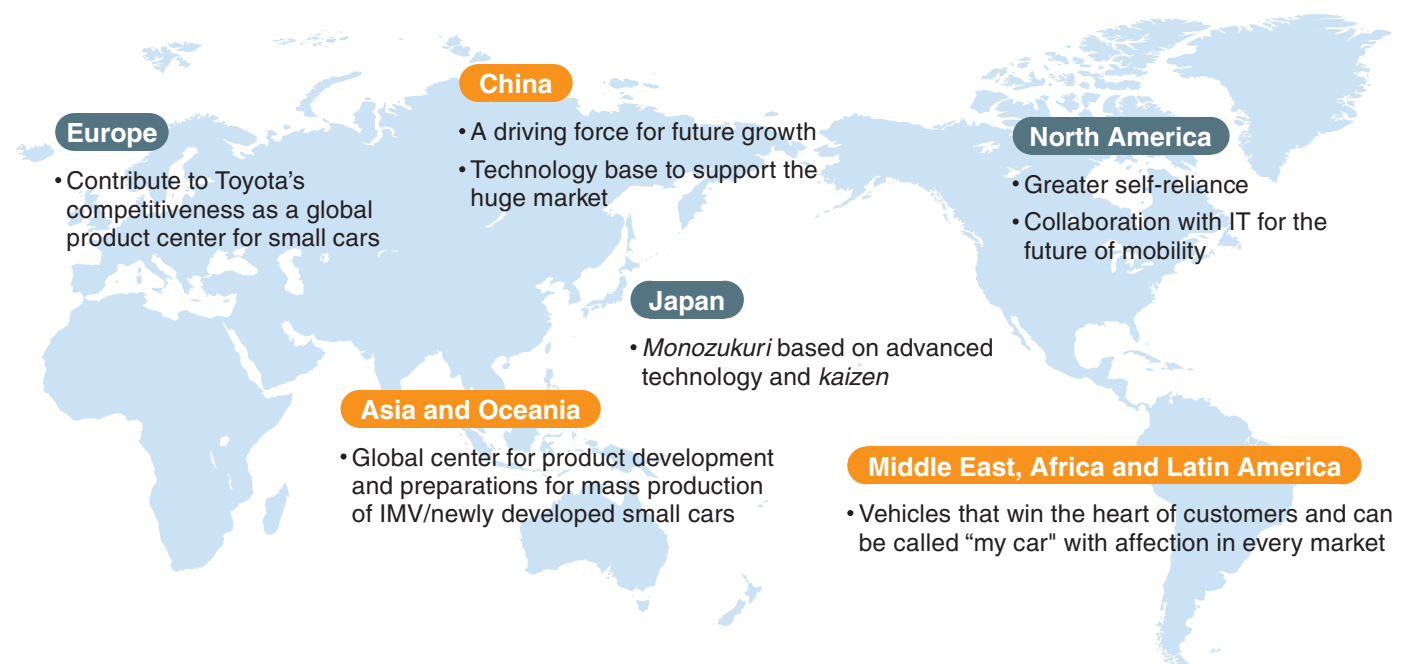 Europe
• Contribute to Toyota’s
competitiveness as a global
product center for small cars
China
• A driving force for future growth
• Technology base to support the
huge market
North America
• Greater self-reliance
• Collaboration with IT for the
future of mobility
Japan
• Monozukuri based on advanced
technology and kaizen
Asia and Oceania
• Global center for product development
and preparations for mass production
of IMV/newly developed small cars
Middle East, Africa and Latin America
• Vehicles that win the heart of customers and can
be called “my car" with affection in every market